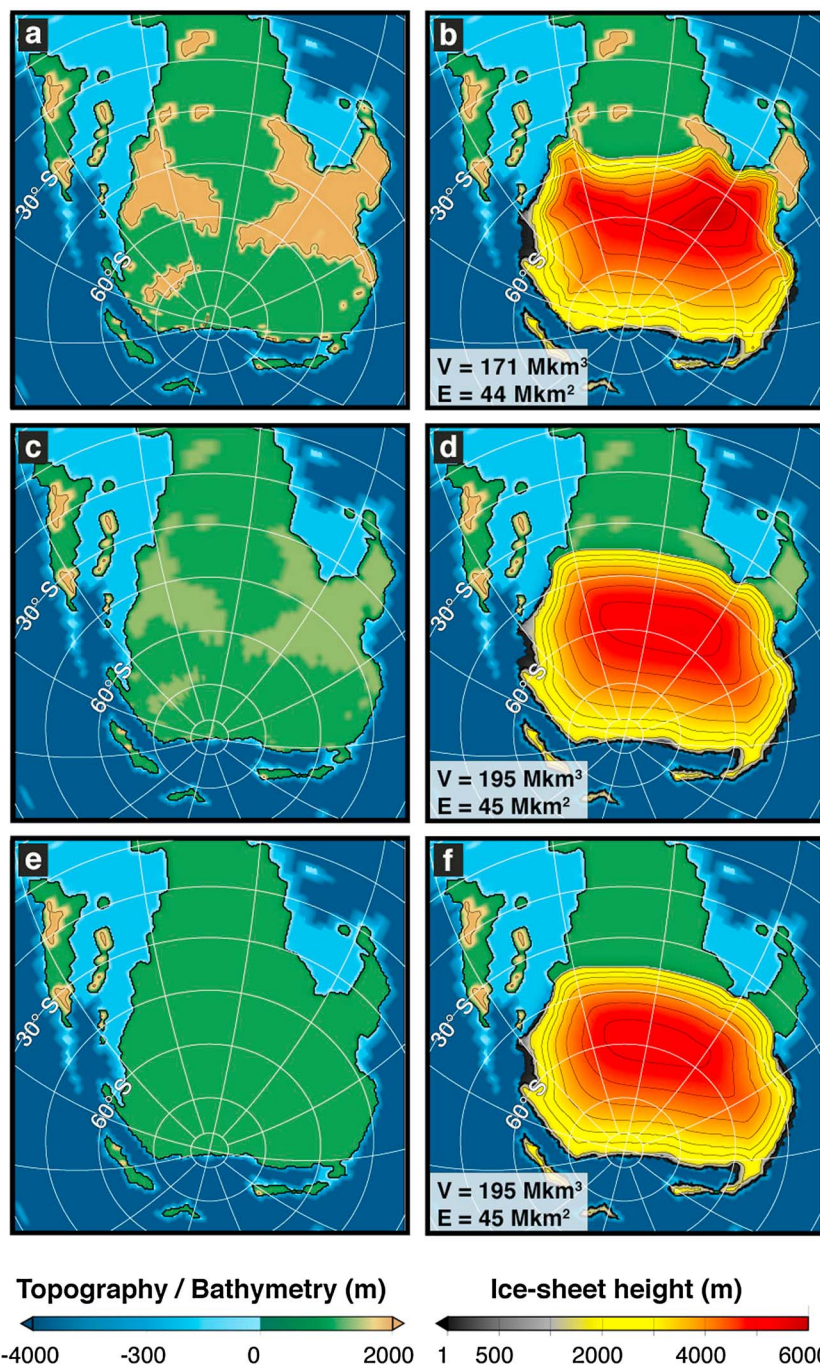 a
30° S
60° S
b
30° S
60° S
V = 171 Mkm³
E = 44 Mkm²
c
30° S
60° S
d
30° S
60° S
V = 195 Mkm³
E = 45 Mkm²
e
30° S
60° S
f
30° S
60° S
V = 195 Mkm³
E = 45 Mkm²
Topography / Bathymetry (m)
-4000 -300 0 2000
Ice-sheet height (m)
1 500 2000 4000 6000